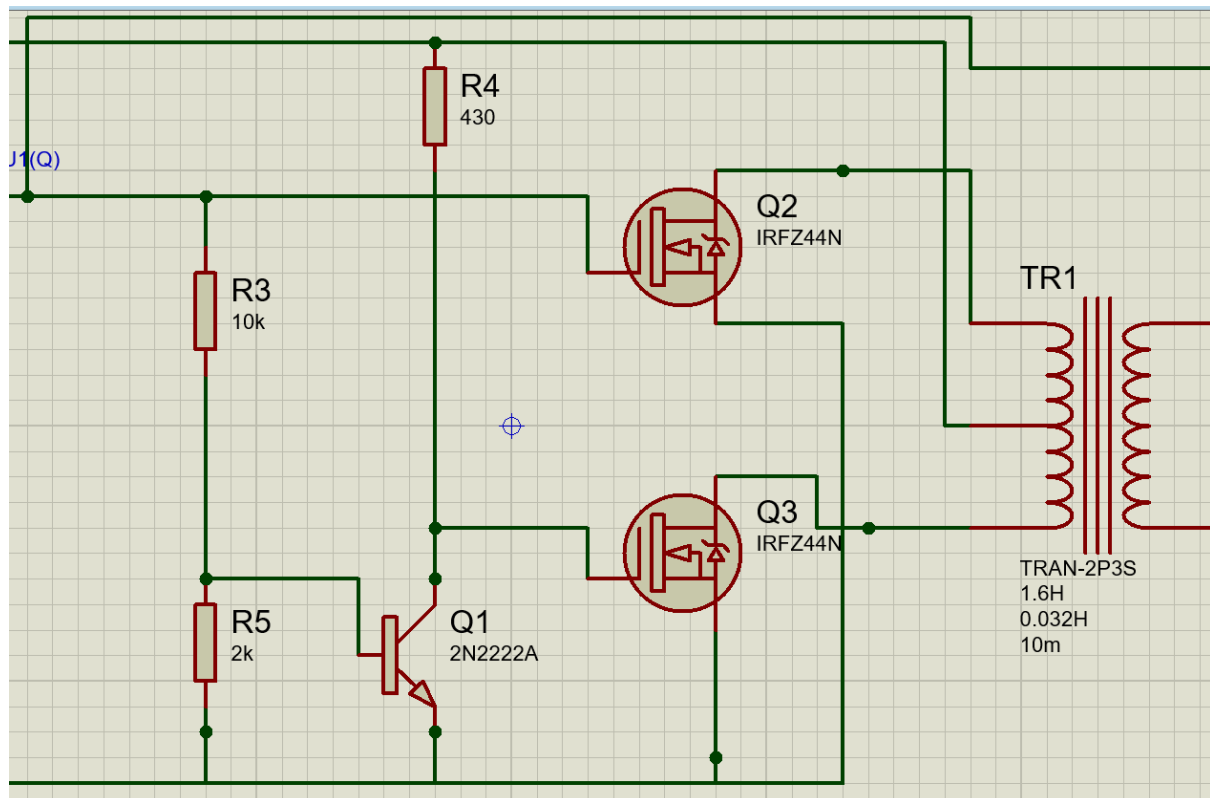 R4
430
U1(Q)
Q2
IRFZ44N
R3
10k
TR1
Q3
IRFZ44N
TRAN-2P3S
1.6H
0.032H
10m
R5
2k
Q1
2N2222A